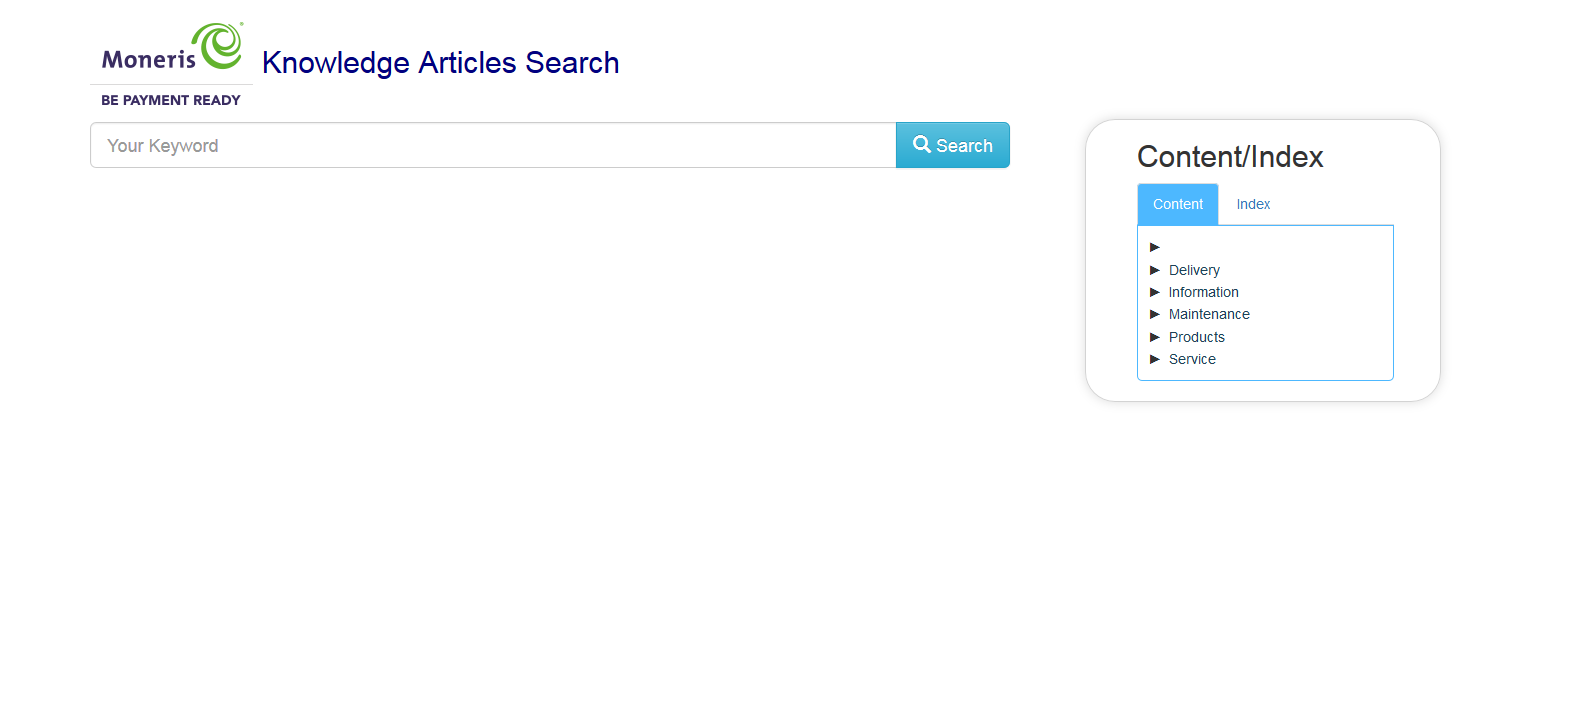 Moneris®
BE PAYMENT READY
Knowledge Articles Search
Your Keyword
Search
Content/Index
Content
Index
Delivery
Information
Maintenance
Products
Service